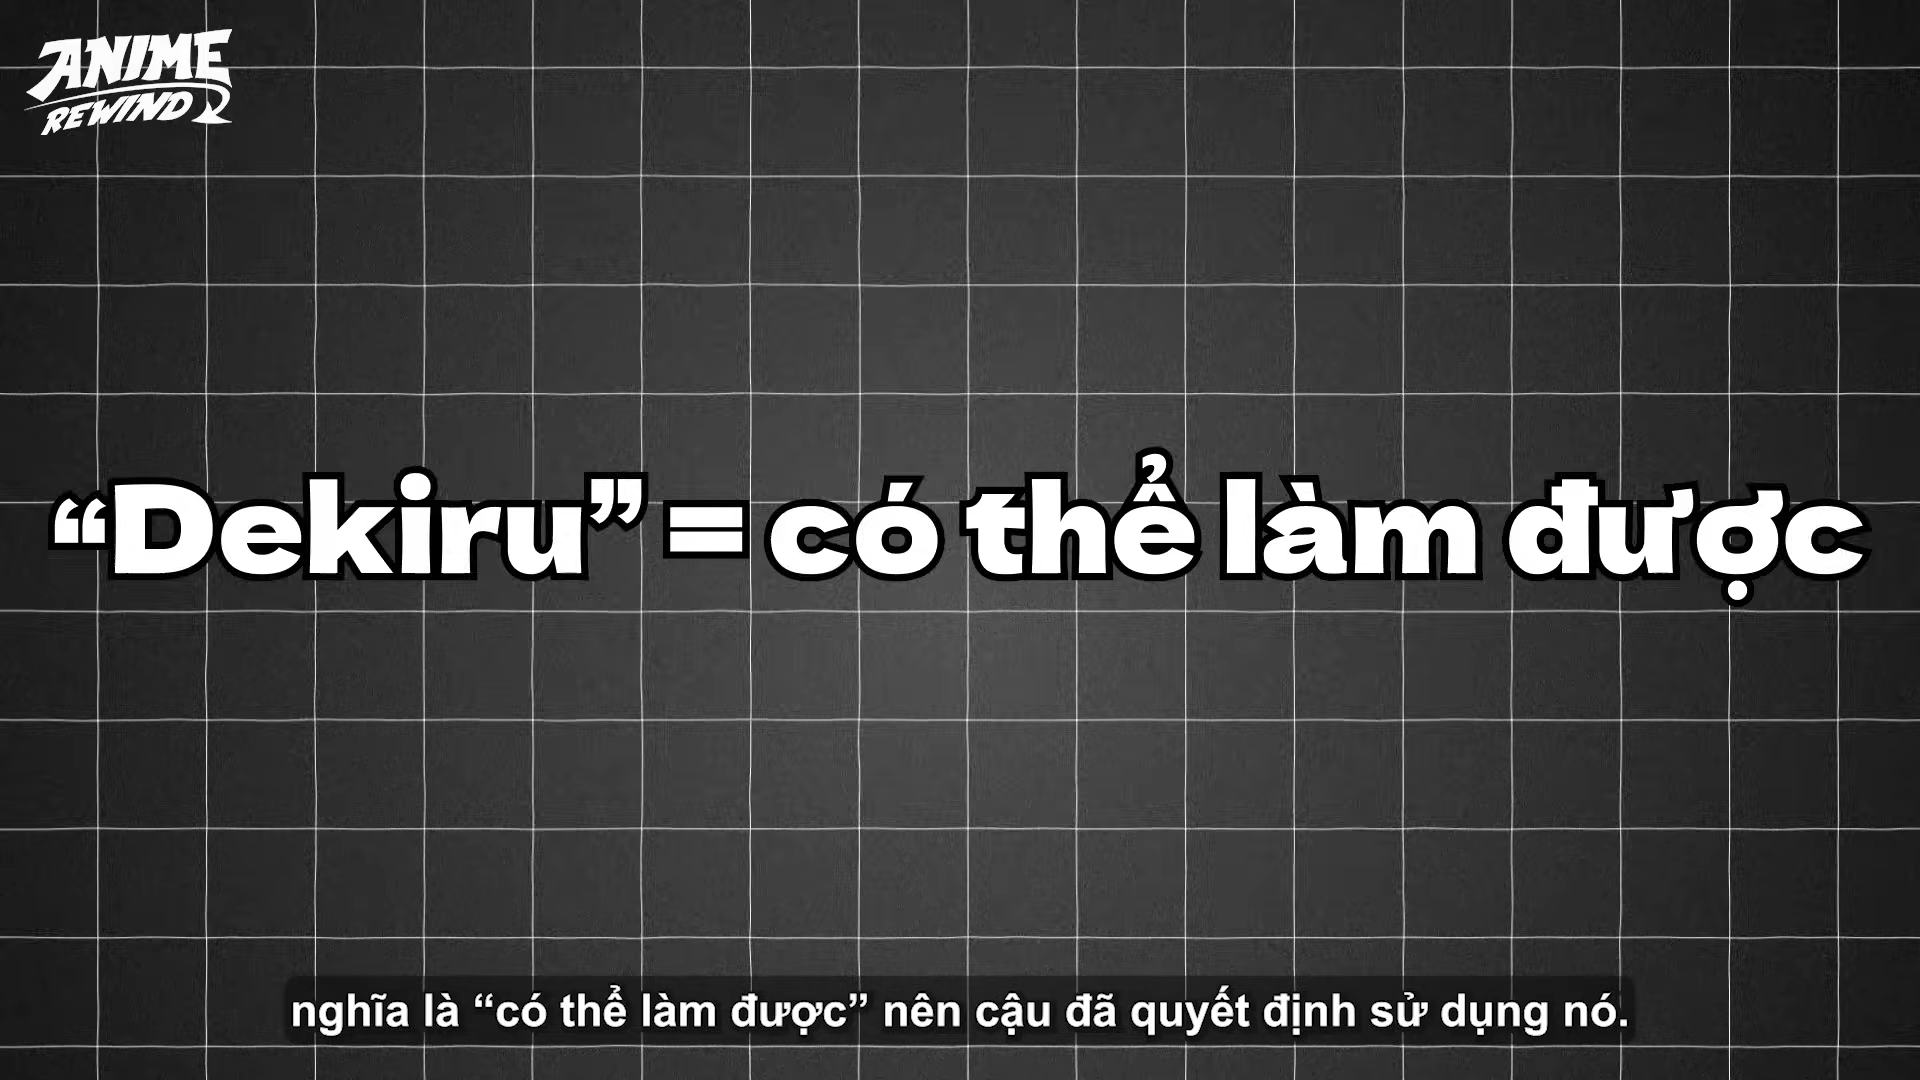 ANIME
REWIND
“Dekiru” = có thể làm được
nghĩa là “có thể làm được” nên cậu đã quyết định sử dụng nó.